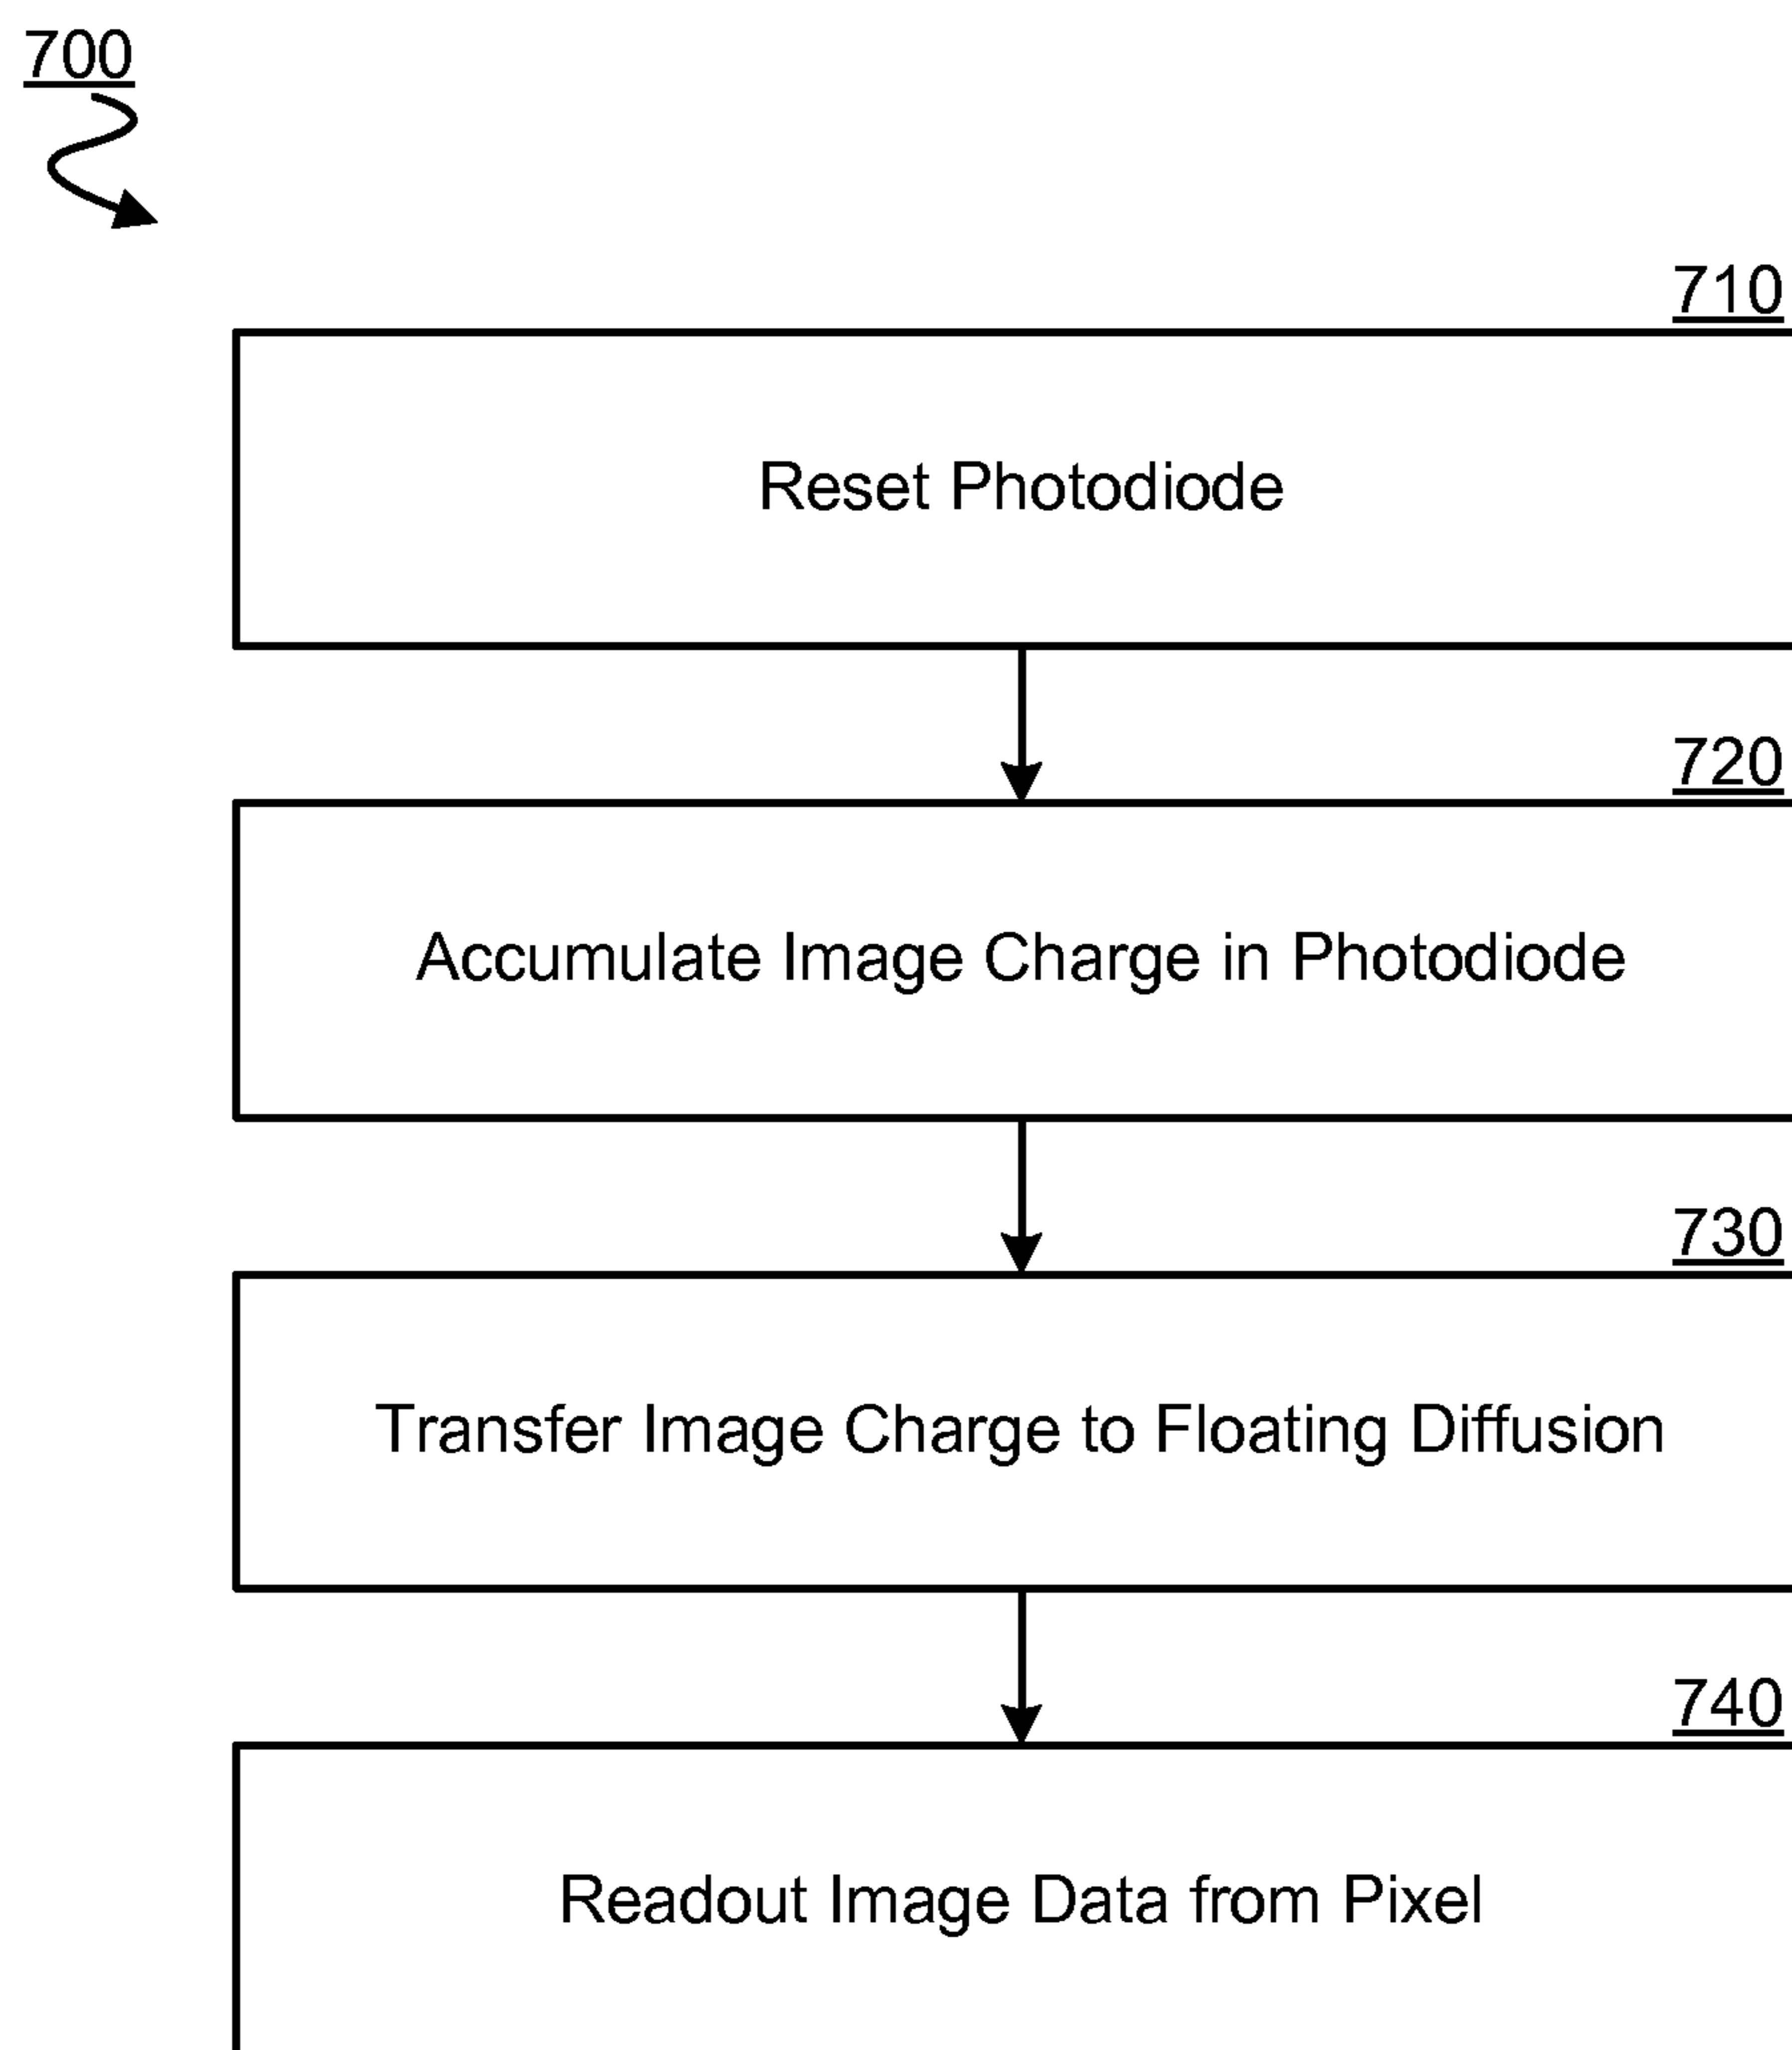 700
710
Reset Photodiode
720
Accumulate Image Charge in Photodiode
730
Transfer Image Charge to Floating Diffusion
740
Readout Image Data from Pixel